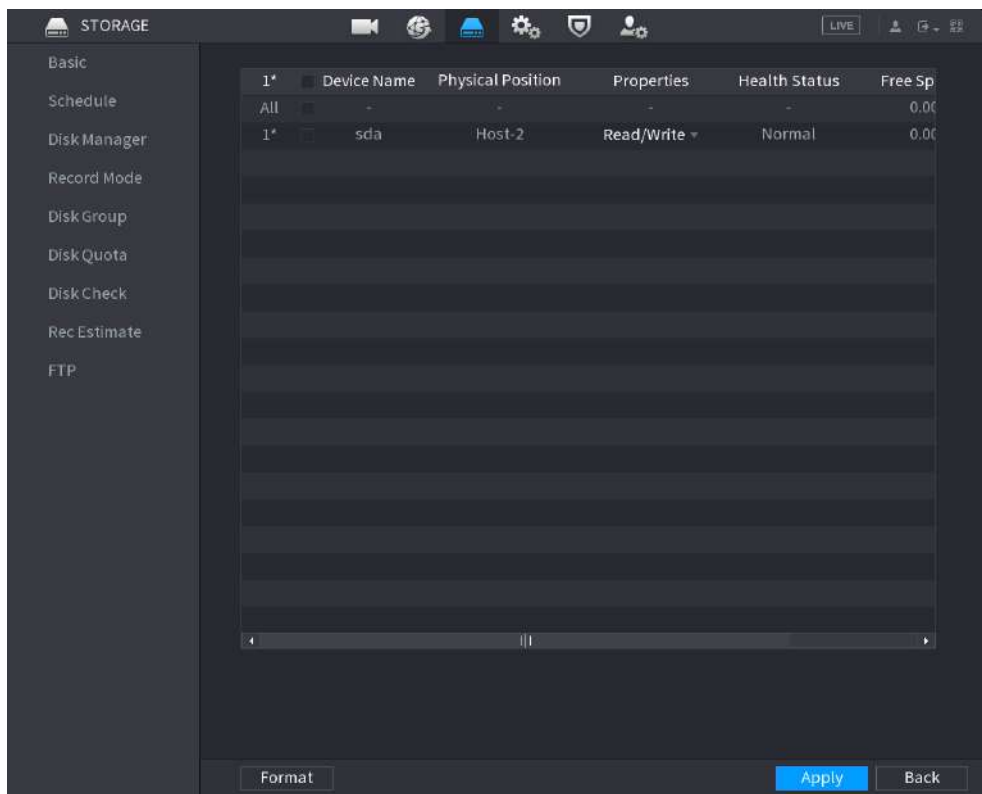 STORAGE LIVE
Basic
Schedule
Disk Manager
Record Mode
Disk Group
Disk Quota
Disk Check
Rec Estimate
FTP
1* Device Name Physical Position Properties Health Status Free Sp
All - - - - 0.00
1* sda Host-2 Read/Write Normal 0.00
Format Apply Back